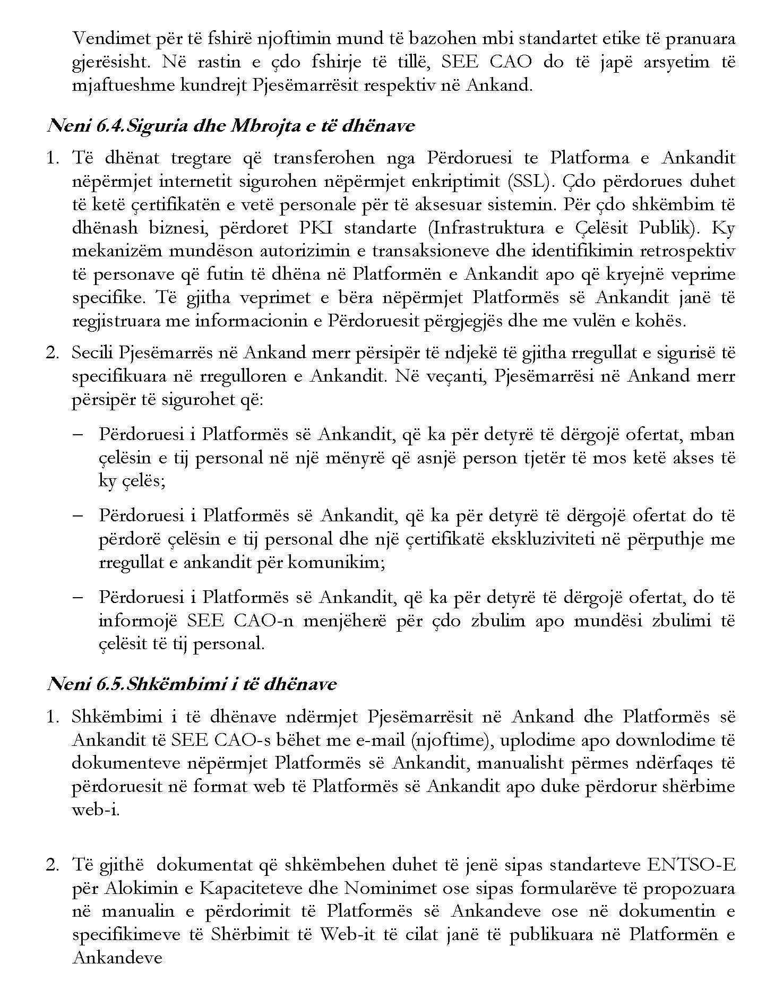 Vendimet për të fshirë njoftimin mund të bazohen mbi standartet etike të pranuara
gjerësisht. Në rastin e çdo fshirje të tillë, SEE CAO do të japë arsyetim të
mjaftueshme kundrejt Pjesëmarrësit respektiv në Ankand.
Neni 6.4.Siguria dhe Mbrojta e të dhënave
1. Të dhënat tregtare që transferohen nga Përdoruesi te Platforma e Ankandit
nëpërmjet internetit sigurohen nëpërmjet enkriptimit (SSL). Çdo përdorues duhet
të ketë çertifikatën e vetë personale për të aksesuar sistemin. Për çdo shkëmbim të
dhënash biznesi, përdoret PKI standarte (Infrastruktura e Çelësit Publik). Ky
mekanizëm mundëson autorizimin e transaksioneve dhe identifikimin retrospektiv
të personave që futin të dhëna në Platformën e Ankandit apo që kryejnë veprime
specifike. Të gjitha veprimet e bëra nëpërmjet Platformës së Ankandit janë të
regjistruara me informacionin e Përdoruesit përgjegjës dhe me vulën e kohës.
2. Secili Pjesëmarrës në Ankand merr përsipër të ndjekë të gjitha rregullat e sigurisë të
specifikuara në rregulloren e Ankandit. Në veçanti, Pjesëmarrësi në Ankand merr
përsipër të sigurohet që:
– Përdoruesi i Platformës së Ankandit, që ka për detyrë të dërgojë ofertat, mban
çelësin e tij personal në një mënyrë që asnjë person tjetër të mos ketë akses të
ky çelës;
– Përdoruesi i Platformës së Ankandit, që ka për detyrë të dërgojë ofertat do të
përdorë çelësin e tij personal dhe një çertifikatë ekskluziviteti në përputhje me
rregullat e ankandit për komunikim;
– Përdoruesi i Platformës së Ankandit, që ka për detyrë të dërgojë ofertat, do të
informojë SEE CAO-n menjëherë për çdo zbulim apo mundësi zbulimi të
çelësit të tij personal.
Neni 6.5.Shkëmbimi i të dhënave
1. Shkëmbimi i të dhënave ndërmjet Pjesëmarrësit në Ankand dhe Platformës së
Ankandit të SEE CAO-s bëhet me e-mail (njoftime), uplodime apo downlodime të
dokumenteve nëpërmjet Platformës së Ankandit, manualisht përmes ndërfaqes të
përdoruesit në format web të Platformës së Ankandit apo duke përdorur shërbime
web-i.
2. Të gjithë dokumentat që shkëmbehen duhet të jenë sipas standarteve ENTSO-E
për Alokimin e Kapaciteteve dhe Nominimet ose sipas formularëve të propozuara
në manualin e përdorimit të Platformës së Ankandeve ose në dokumentin e
specifikimeve të Shërbimit të Web-it të cilat janë të publikuara në Platformën e
Ankandeve